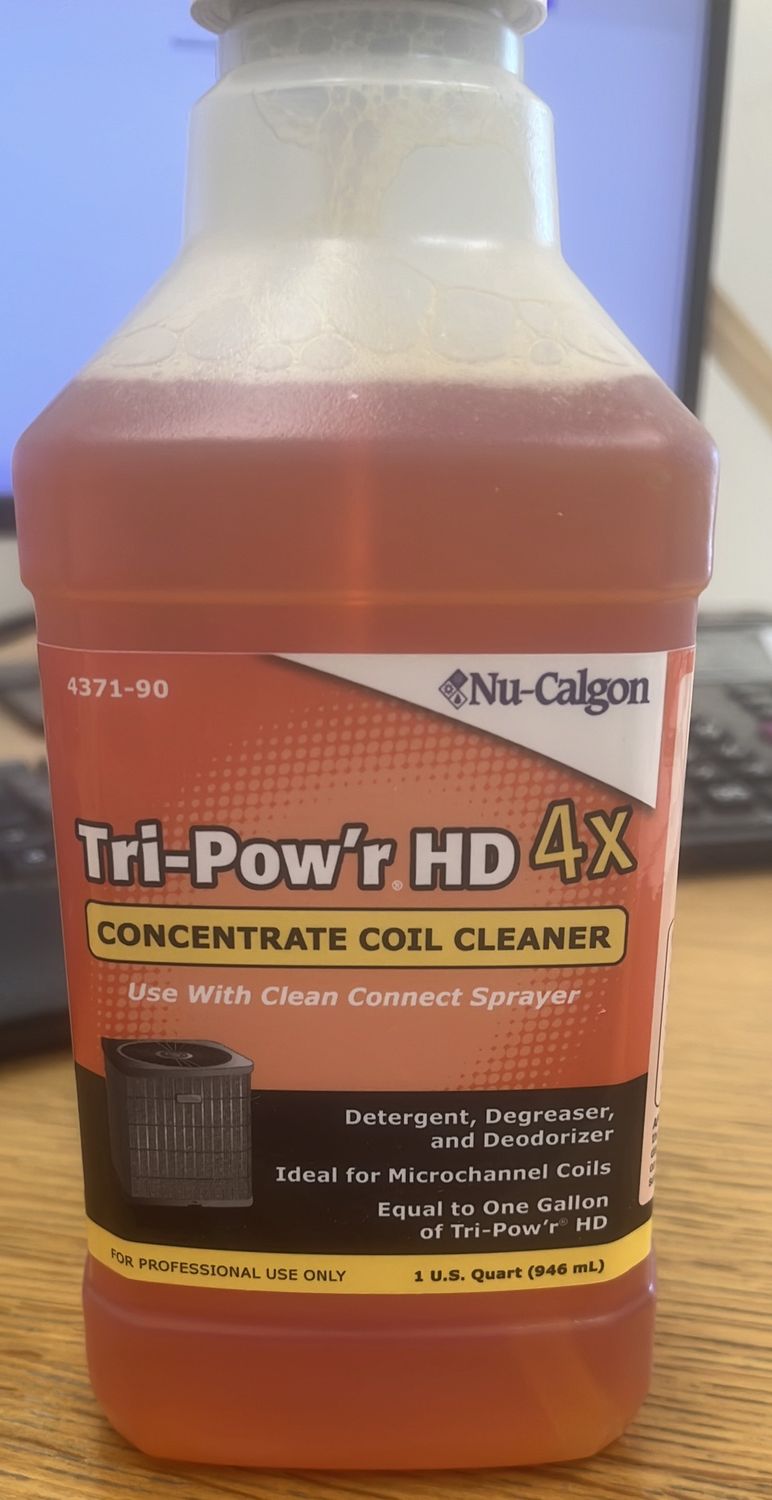 4371-90
Nu-Calgon
Tri-Pow'r® HD 4x
CONCENTRATE COIL CLEANER
Use With Clean Connect Sprayer
Detergent, Degreaser,
and Deodorizer
Ideal for Microchannel Coils
Equal to One Gallon
of Tri-Pow'r® HD
FOR PROFESSIONAL USE ONLY
1 U.S. Quart (946 mL)